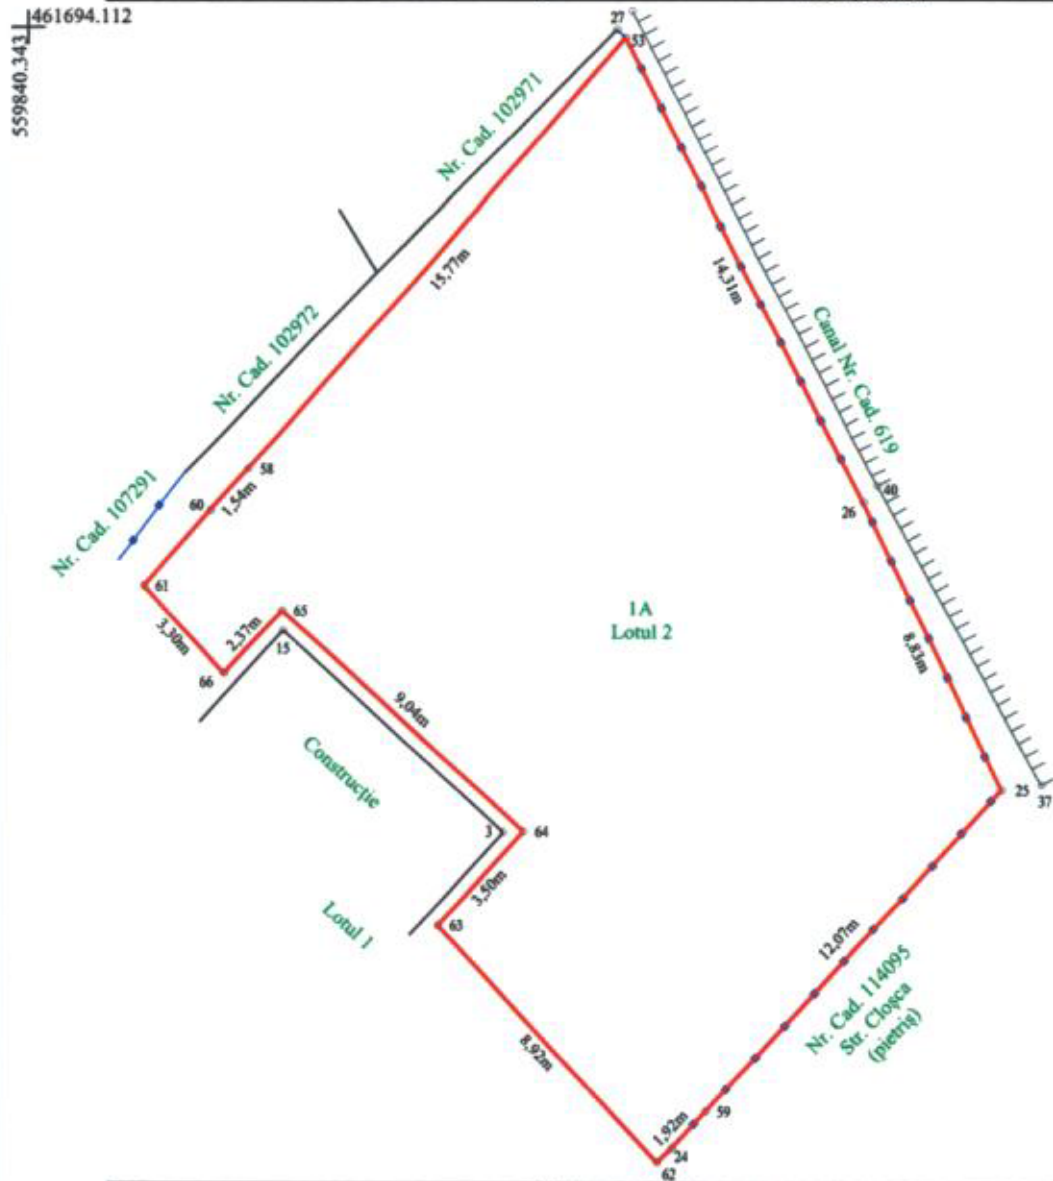 461694.112
559840.343
27
53
Nr. Cad. 102971
15,77m
14,31m
Canal Nr. Cad. 619
Nr. Cad. 102972
58
60
1,54m
40
26
Nr. Cad. 107291
61
65
3,30m
2,37m
15
66
1A
Lotul 2
8,83m
9,04m
Construcție
25
37
3
64
3,50m
Lotul 1
63
12,07m
Nr. Cad. 114095
Str. Cloșca
(pietriș)
8,92m
59
1,92m
24
62